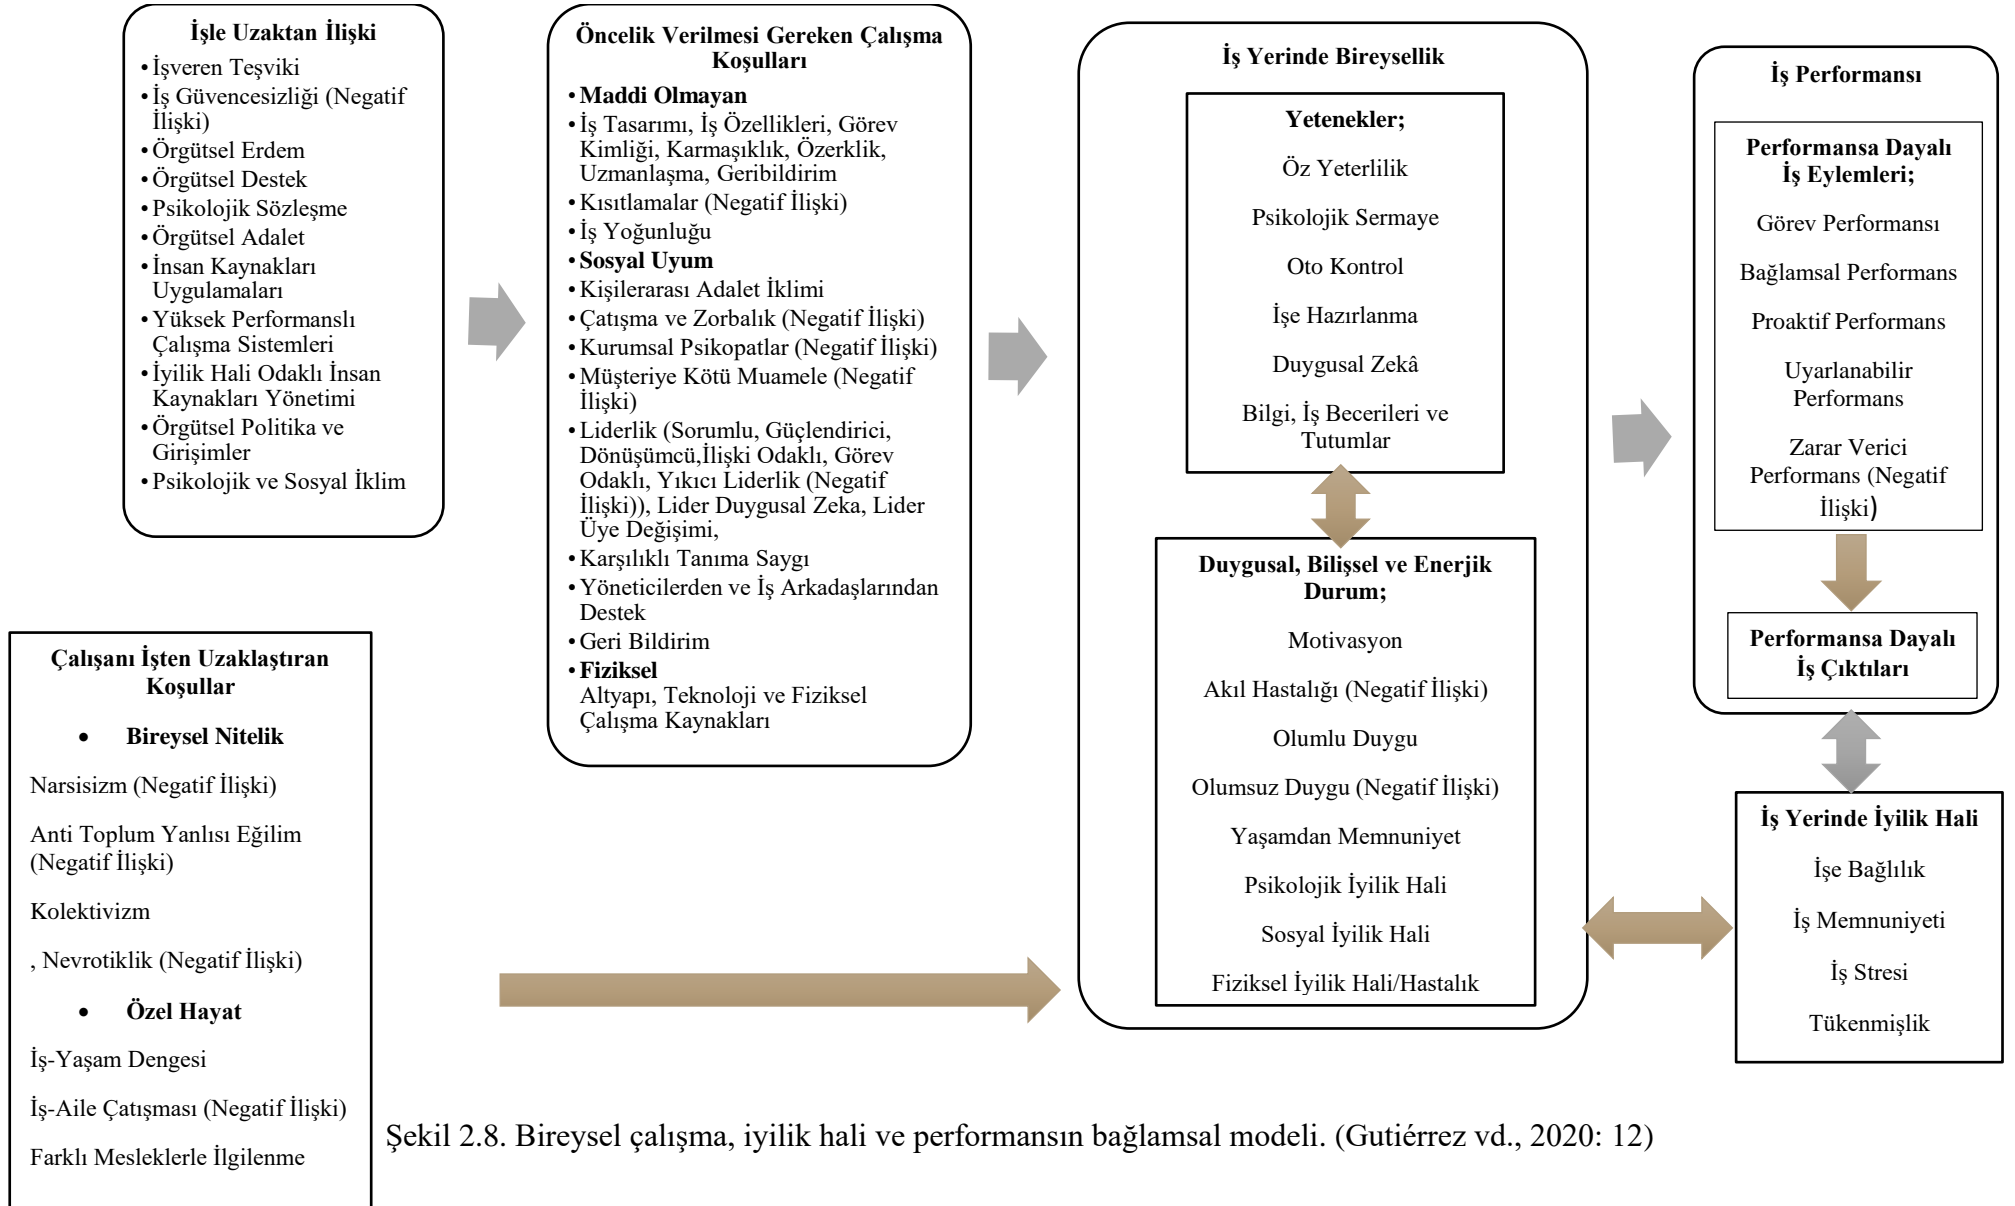 İşle Uzaktan İlişki
• İşveren Teşviki
• İş Güvencesizliği (Negatif
İlişki)
• Örgütsel Erdem
• Örgütsel Destek
• Psikolojik Sözleşme
• Örgütsel Adalet
• İnsan Kaynakları
Uygulamaları
• Yüksek Performanslı
Çalışma Sistemleri
• İyilik Hali Odaklı İnsan
Kaynakları Yönetimi
• Örgütsel Politika ve
Girişimler
• Psikolojik ve Sosyal İklim
Çalışanı İşten Uzaklaştıran
Koşullar
• Bireysel Nitelik
Narsisizm (Negatif İlişki)
Anti Toplum Yanlısı Eğilim
(Negatif İlişki)
Kolektivizm
, Nevrotiklik (Negatif İlişki)
• Özel Hayat
İş-Yaşam Dengesi
İş-Aile Çatışması (Negatif İlişki)
Farklı Mesleklerle İlgilenme
Öncelik Verilmesi Gereken Çalışma
Koşulları
• Maddi Olmayan
• İş Tasarımı, İş Özellikleri, Görev
Kimliği, Karmaşıklık, Özerklik,
Uzmanlaşma, Geribildirim
• Kısıtlamalar (Negatif İlişki)
• İş Yoğunluğu
• Sosyal Uyum
• Kişilerarası Adalet İklimi
• Çatışma ve Zorbalık (Negatif İlişki)
• Kurumsal Psikopatlar (Negatif İlişki)
• Müşteriye Kötü Muamele (Negatif
İlişki)
• Liderlik (Sorumlu, Güçlendirici,
Dönüşümcü,İlişki Odaklı, Görev
Odaklı, Yıkıcı Liderlik (Negatif
İlişki)), Lider Duygusal Zeka, Lider
Üye Değişimi,
• Karşılıklı Tanıma Saygı
• Yöneticilerden ve İş Arkadaşlarından
Destek
• Geri Bildirim
• Fiziksel
Altyapı, Teknoloji ve Fiziksel
Çalışma Kaynakları
İş Yerinde Bireysellik
Yetenekler;
Öz Yeterlilik
Psikolojik Sermaye
Oto Kontrol
İşe Hazırlanma
Duygusal Zekâ
Bilgi, İş Becerileri ve
Tutumlar
Duygusal, Bilişsel ve Enerjik
Durum;
Motivasyon
Akıl Hastalığı (Negatif İlişki)
Olumlu Duygu
Olumsuz Duygu (Negatif İlişki)
Yaşamdan Memnuniyet
Psikolojik İyilik Hali
Sosyal İyilik Hali
Fiziksel İyilik Hali/Hastalık
İş Performansı
Performansa Dayalı
İş Eylemleri;
Görev Performansı
Bağlamsal Performans
Proaktif Performans
Uyarlanabilir
Performans
Zarar Verici
Performans (Negatif
İlişki)
Performansa Dayalı
İş Çıktıları
İş Yerinde İyilik Hali
İşe Bağlılık
İş Memnuniyeti
İş Stresi
Tükenmişlik
Şekil 2.8. Bireysel çalışma, iyilik hali ve performansın bağlamsal modeli. (Gutiérrez vd., 2020: 12)